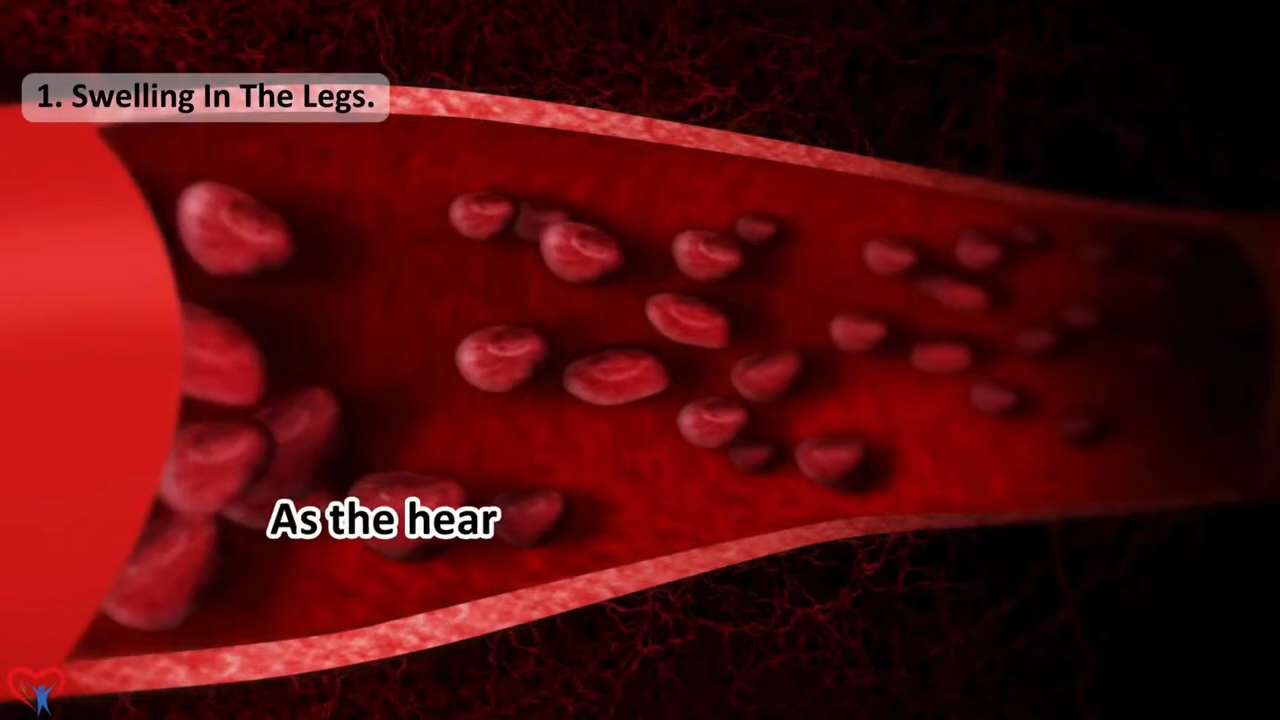 1. Swelling In The Legs.
As the hear